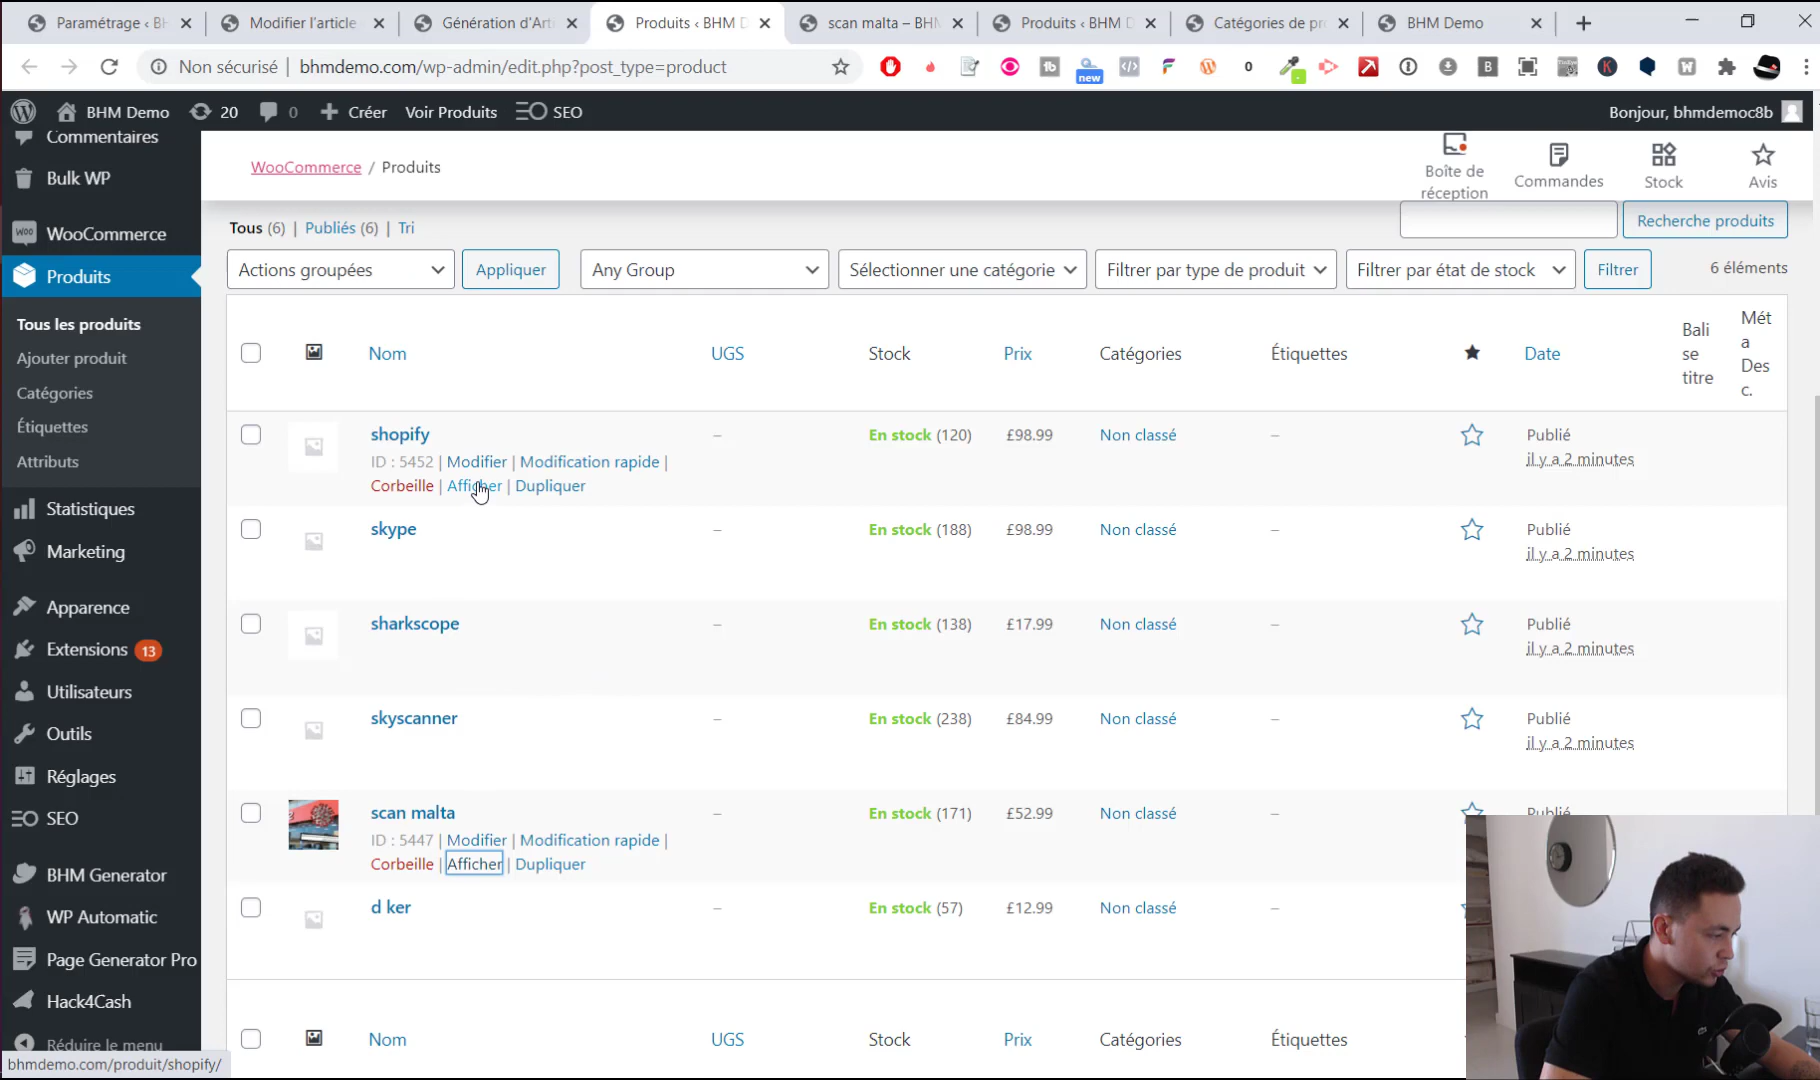 Paramétrage ‹ B
Modifier l'article
Génération d'Art
Produits ‹ BHM D
scan malta – BHM
Produits ‹ BHM D
Catégories de pr
BHM Demo
Non sécurisé
bhmdemo.com/wp-admin/edit.php?post_type=product
new
BHM Demo
20
0
Créer
Voir Produits
SEO
Bonjour, bhmdemoc8b
Commentaires
Bulk WP
WooCommerce
Produits
Tous les produits
Ajouter produit
Catégories
Étiquettes
Attributs
Statistiques
Marketing
Apparence
Extensions 13
Utilisateurs
Outils
Réglages
SEO
BHM Generator
WP Automatic
Page Generator Pro
Hack4Cash
Réduire le menu
bhmdemo.com/produit/shopify/
WooCommerce / Produits
Boîte de
réception
Commandes
Stock
Avis
Tous (6) | Publiés (6) | Tri
Recherche produits
Actions groupées
Appliquer
Any Group
Sélectionner une catégorie
Filtrer par type de produit
Filtrer par état de stock
Filtrer
6 éléments
Nom UGS Stock Prix Catégories Étiquettes Date
Bali
se
titre
Mét
a
Des
c.
shopify – En stock (120) £98.99 Non classé – Publié
ID : 5452 | Modifier | Modification rapide | il y a 2 minutes
Corbeille | Afficher | Dupliquer
skype – En stock (188) £98.99 Non classé – Publié
il y a 2 minutes
sharkscope – En stock (138) £17.99 Non classé – Publié
il y a 2 minutes
skyscanner – En stock (238) £84.99 Non classé – Publié
il y a 2 minutes
scan malta – En stock (171) £52.99 Non classé – Publié
ID : 5447 | Modifier | Modification rapide |
Corbeille | Afficher | Dupliquer
d ker – En stock (57) £12.99 Non classé –
Nom UGS Stock Prix Catégories Étiquettes